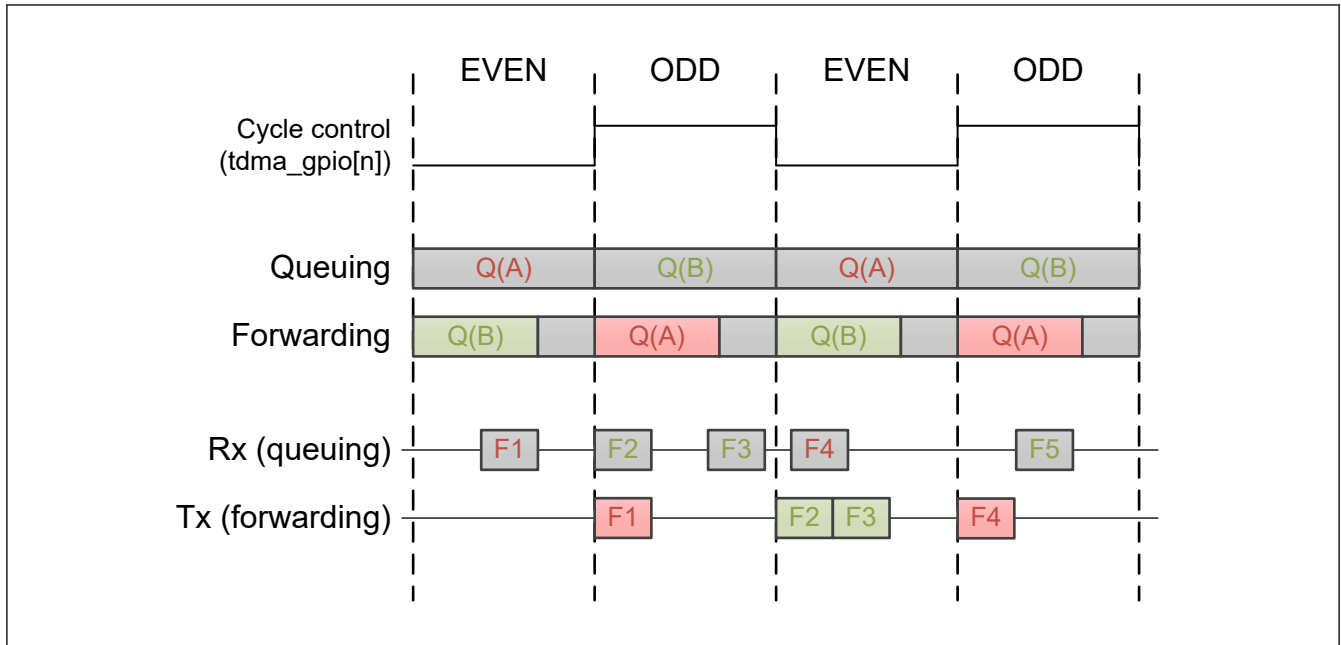 EVEN ODD EVEN ODD
Cycle control
(tdma_gpio[n])
Queuing Q(A) Q(B) Q(A) Q(B)
Forwarding Q(B) Q(A) Q(B) Q(A)
Rx (queuing) F1 F2 F3 F4 F5
Tx (forwarding) F1 F2 F3 F4